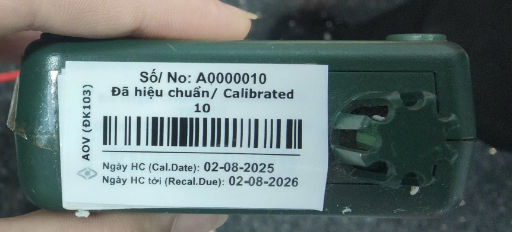 Số/ No: A0000010
Đã hiệu chuẩn/ Calibrated
10
Ngày HC (Cal.Date): 02-08-2025
Ngày HC tới (Recal.Due): 02-08-2026
AOV (ĐK103)